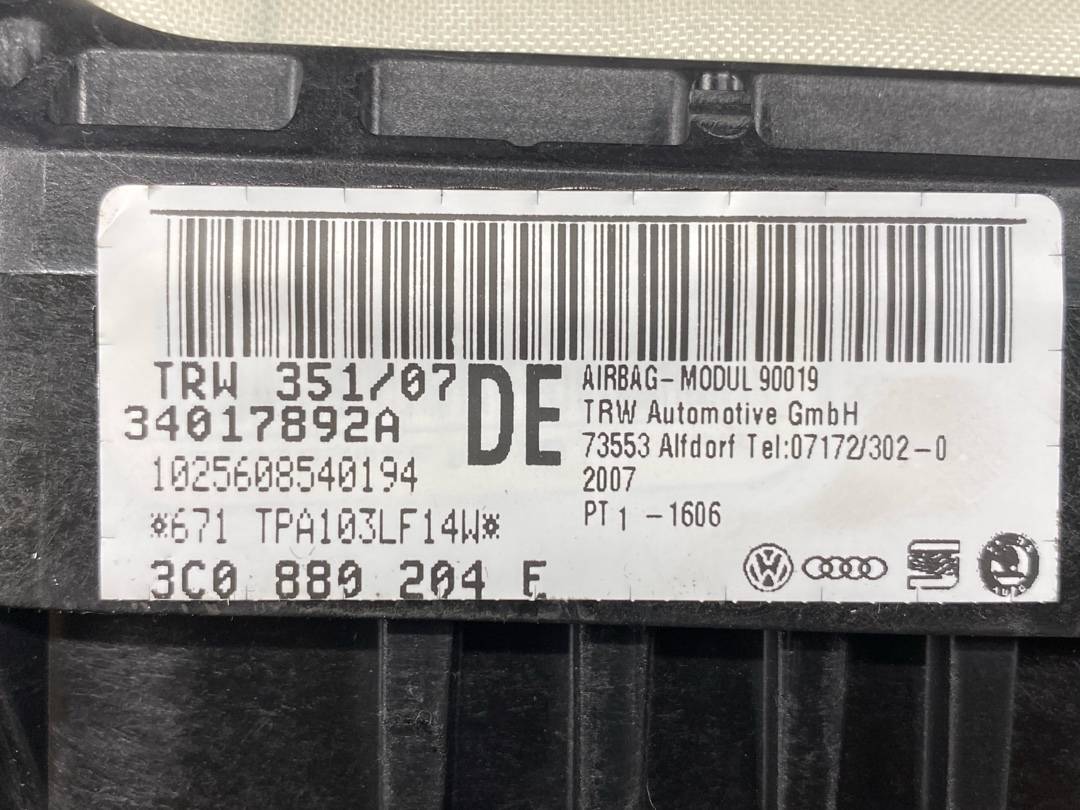 TRW 351/07
34017892A
1025608540194
*671 TPA103LF14W*
3C0 880 204 E
DE
AIRBAG-MODUL 90019
TRW Automotive GmbH
73553 Alfdorf Tel:07172/302-0
2007
PT 1 -1606